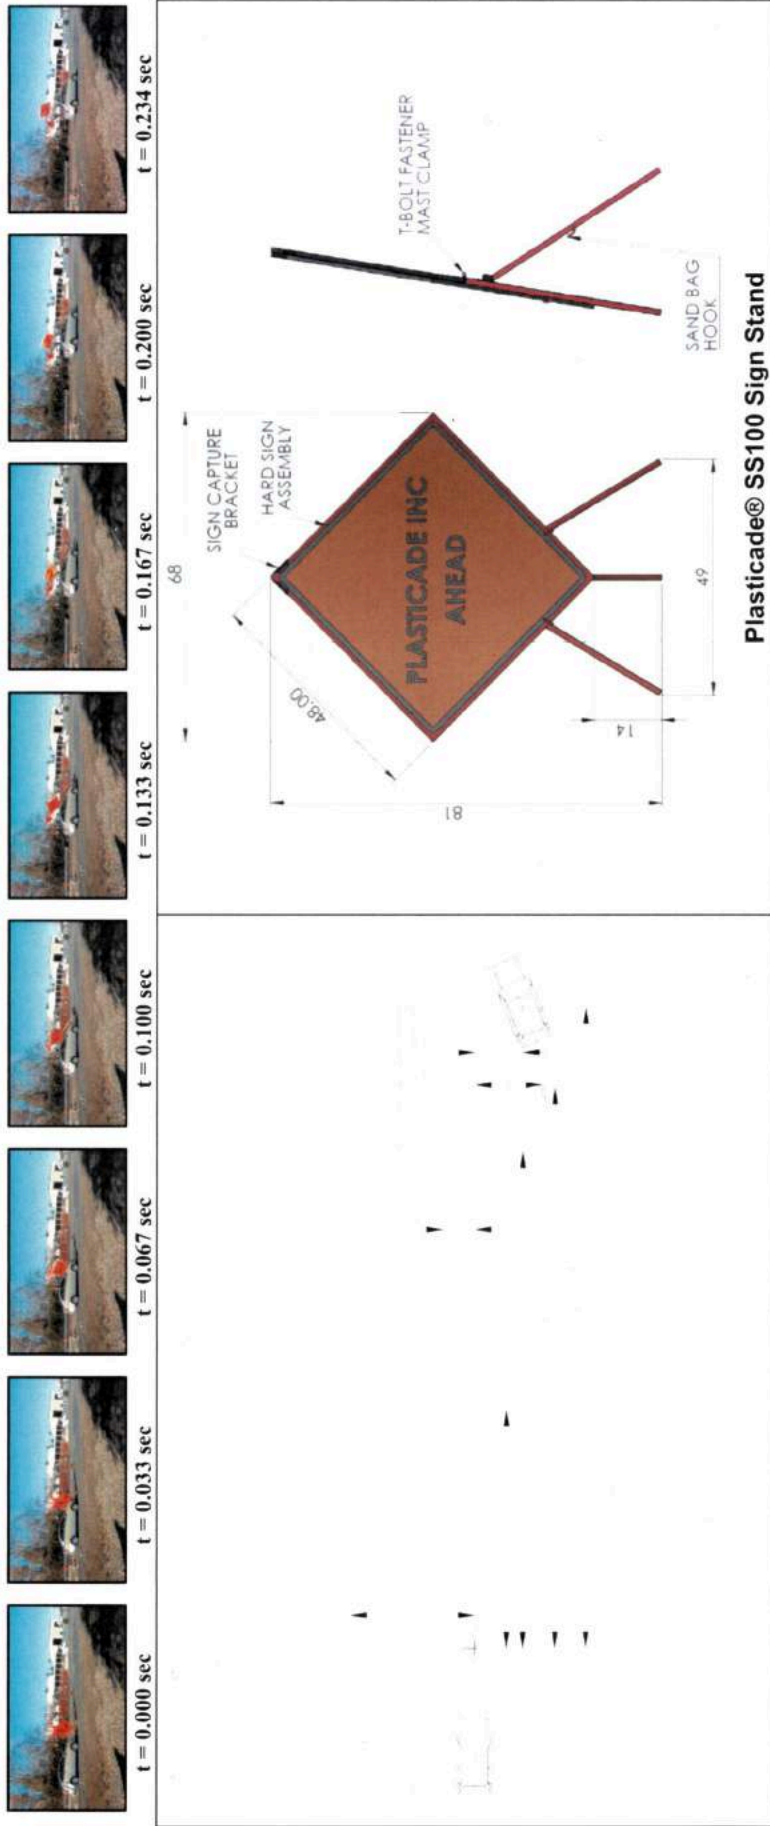 t = 0.000 sec
t = 0.033 sec
t = 0.067 sec
t = 0.100 sec
t = 0.133 sec
t = 0.167 sec
t = 0.200 sec
t = 0.234 sec
68
SIGN CAPTURE
BRACKET
HARD SIGN
ASSEMBLY
48.00
PLASTICADE INC
AHEAD
81
14
49
T-BOLT FASTENER
MAST CLAMP
SAND BAG
HOOK
Plasticade® SS100 Sign Stand